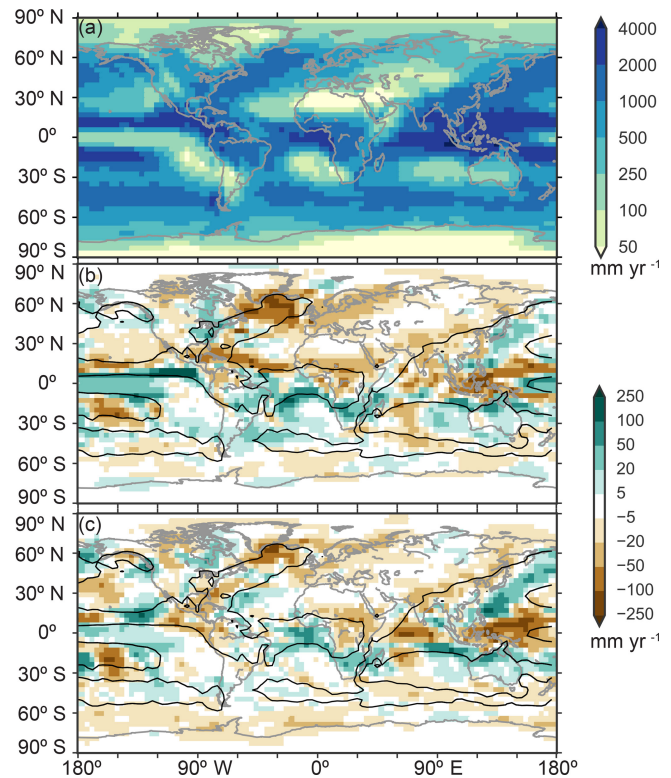 (a)
90º N
60º N
30º N
0º
30º S
60º S
90º S
4000
2000
1000
500
250
100
50
mm yr -1
(b)
90º N
60º N
30º N
0º
30º S
60º S
90º S
250
100
50
20
5
−5
−20
−50
−100
−250
mm yr -1
(c)
90º N
60º N
30º N
0º
30º S
60º S
90º S
180º
90º W
0º
90º E
180º